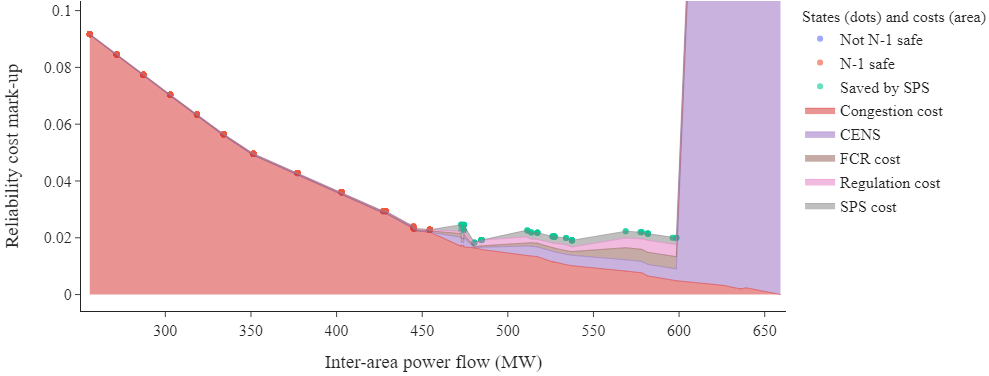 Reliability cost mark-up
0.1
0.08
0.06
0.04
0.02
0
300
350
400
450
500
550
600
650
Inter-area power flow (MW)
States (dots) and costs (area)
Not N-1 safe
N-1 safe
Saved by SPS
Congestion cost
CENS
FCR cost
Regulation cost
SPS cost